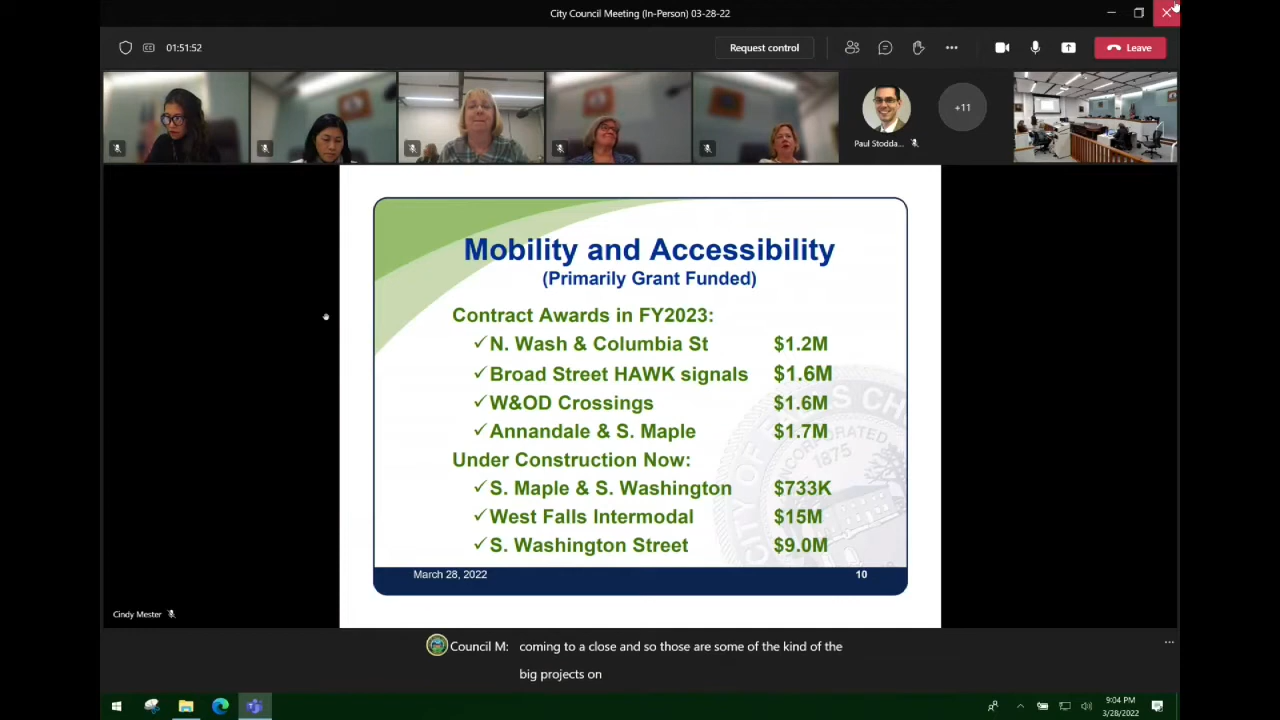 City Council Meeting (In-Person) 03-28-22
01:51:52
Request control
Leave
+11
Paul Stodda...
Mobility and Accessibility
(Primarily Grant Funded)
Contract Awards in FY2023:
✓N. Wash & Columbia St $1.2M
✓Broad Street HAWK signals $1.6M
✓W&OD Crossings $1.6M
✓Annandale & S. Maple $1.7M
Under Construction Now:
✓S. Maple & S. Washington $733K
✓West Falls Intermodal $15M
✓S. Washington Street $9.0M
INCORPORATED
1875
March 28, 2022 10
Cindy Mester
Council M: coming to a close and so those are some of the kind of the
big projects on
9:04 PM
3/28/2022